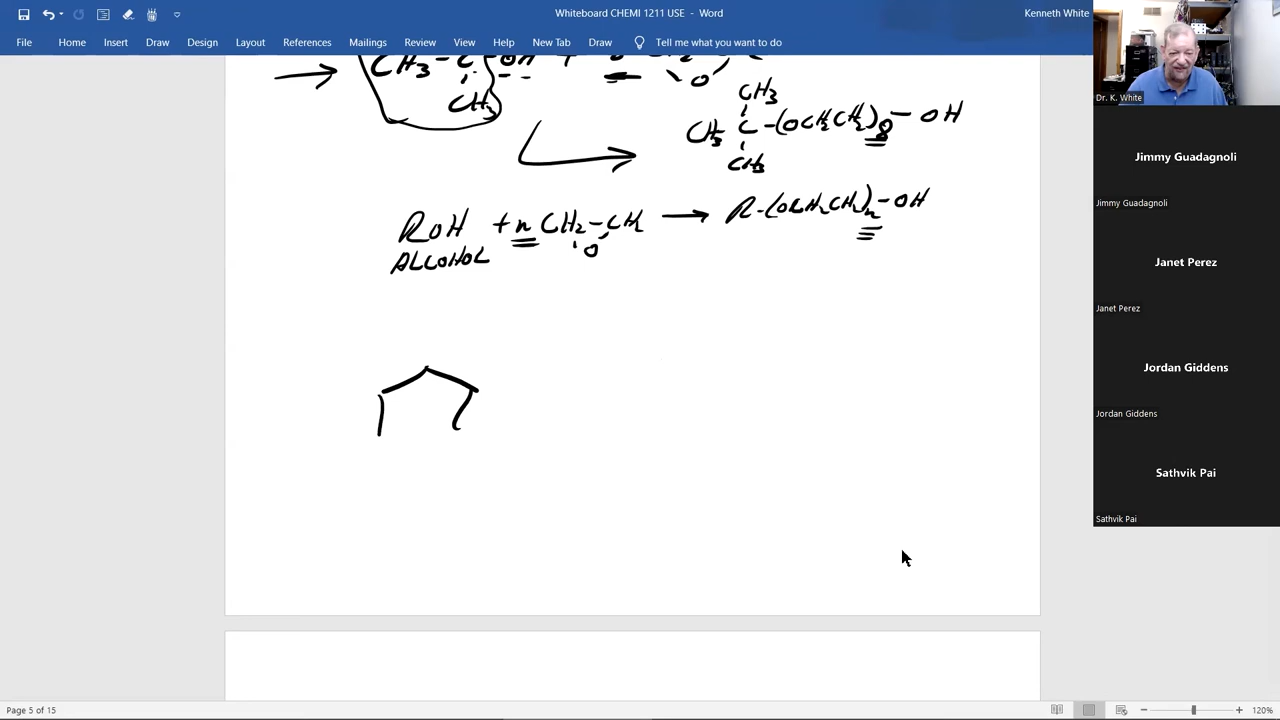 Whiteboard CHEMI 1211 USE - Word
Kenneth White
File Home Insert Draw Design Layout References Mailings Review View Help New Tab Draw Tell me what you want to do
CH3-C OH +
CH3
O
CH3
CH3 C-(OCH2CH2)8-OH
CH3
ROH + n CH2-CH2 → R-(OCH2CH2)n-OH
O
ALCOHOL
Dr. K. White
Jimmy Guadagnoli
Jimmy Guadagnoli
Janet Perez
Janet Perez
Jordan Giddens
Jordan Giddens
Sathvik Pai
Sathvik Pai
Page 5 of 15
120%